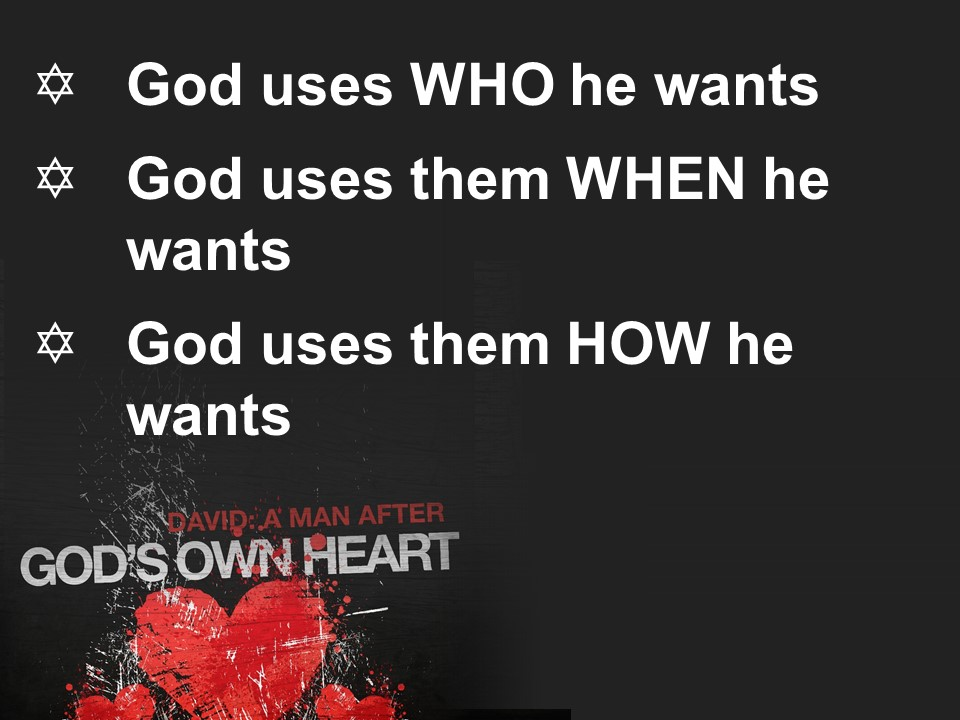 ✡ God uses WHO he wants
✡ God uses them WHEN he
wants
✡ God uses them HOW he
wants
DAVID: A MAN AFTER
GOD'S OWN HEART